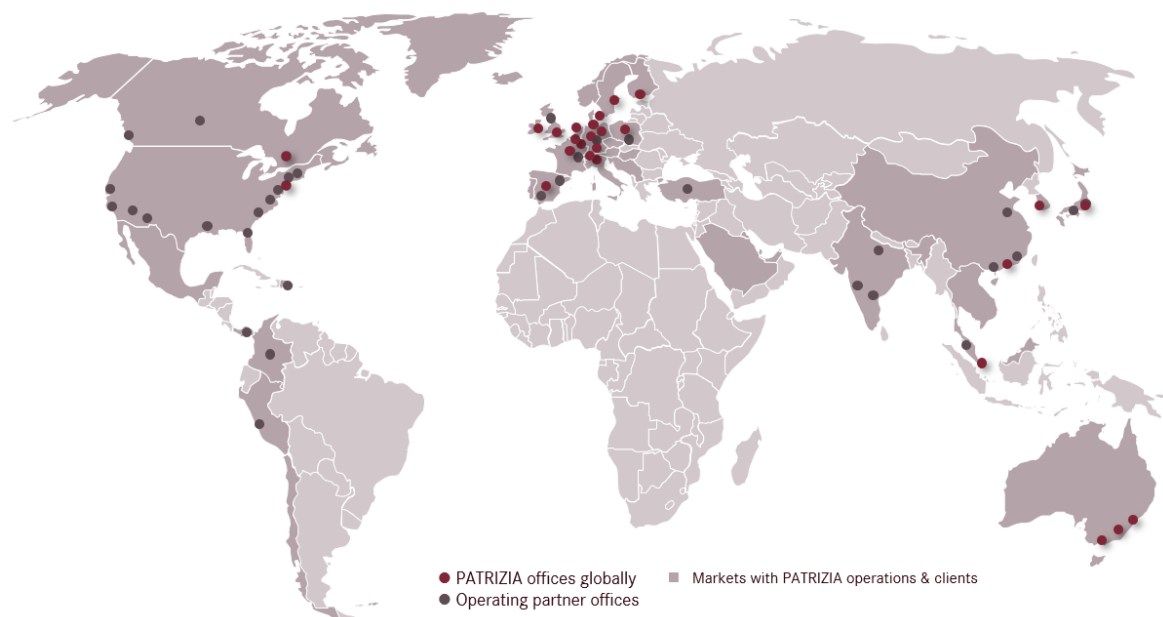 PATRIZIA offices globally
Markets with PATRIZIA operations & clients
Operating partner offices